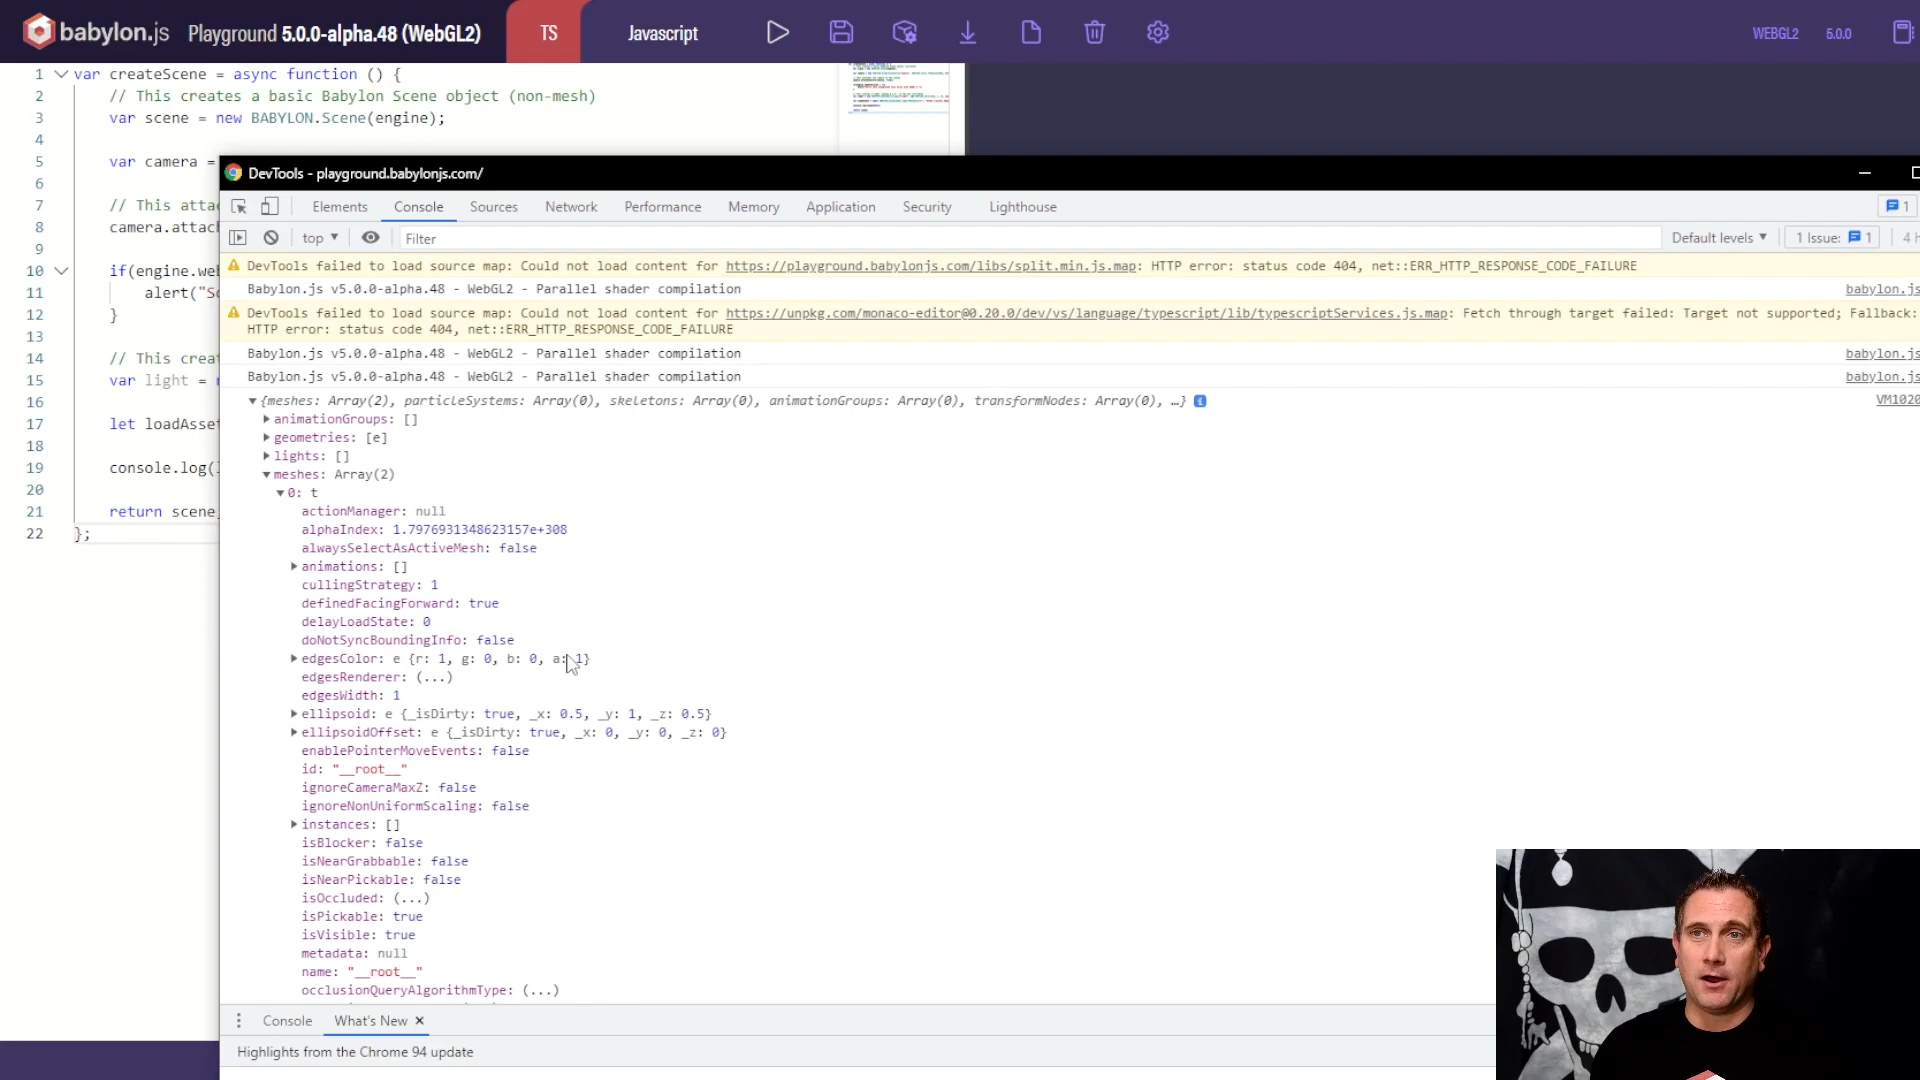 babylon.js Playground 5.0.0-alpha.48 (WebGL2) TS Javascript WEBGL2 5.0.0
1 var createScene = async function () {
2 // This creates a basic Babylon Scene object (non-mesh)
3 var scene = new BABYLON.Scene(engine);
4
5 var camera =
6
7 // This atta
8 camera.attac
9
10 if(engine.we
11 alert("S
12 }
13
14 // This crea
15 var light =
16
17 let loadAsse
18
19 console.log(
20
21 return scene
22 };
DevTools - playground.babylonjs.com/
Elements Console Sources Network Performance Memory Application Security Lighthouse 1
top Filter Default levels 1 Issue: 1 4 h
DevTools failed to load source map: Could not load content for https://playground.babylonjs.com/libs/split.min.js.map: HTTP error: status code 404, net::ERR_HTTP_RESPONSE_CODE_FAILURE
Babylon.js v5.0.0-alpha.48 - WebGL2 - Parallel shader compilation babylon.js
DevTools failed to load source map: Could not load content for https://unpkg.com/monaco-editor@0.20.0/dev/vs/language/typescript/lib/typescriptServices.js.map: Fetch through target failed: Target not supported; Fallback:
HTTP error: status code 404, net::ERR_HTTP_RESPONSE_CODE_FAILURE
Babylon.js v5.0.0-alpha.48 - WebGL2 - Parallel shader compilation babylon.js
Babylon.js v5.0.0-alpha.48 - WebGL2 - Parallel shader compilation babylon.js
{meshes: Array(2), particleSystems: Array(0), skeletons: Array(0), animationGroups: Array(0), transformNodes: Array(0), …} i VM1020
animationGroups: []
geometries: [e]
lights: []
meshes: Array(2)
0: t
actionManager: null
alphaIndex: 1.7976931348623157e+308
alwaysSelectAsActiveMesh: false
animations: []
cullingStrategy: 1
definedFacingForward: true
delayLoadState: 0
doNotSyncBoundingInfo: false
edgesColor: e {r: 1, g: 0, b: 0, a: 1}
edgesRenderer: (...)
edgesWidth: 1
ellipsoid: e {_isDirty: true, _x: 0.5, _y: 1, _z: 0.5}
ellipsoidOffset: e {_isDirty: true, _x: 0, _y: 0, _z: 0}
enablePointerMoveEvents: false
id: "__root__"
ignoreCameraMaxZ: false
ignoreNonUniformScaling: false
instances: []
isBlocker: false
isNearGrabbable: false
isNearPickable: false
isOccluded: (...)
isPickable: true
isVisible: true
metadata: null
name: "__root__"
occlusionQueryAlgorithmType: (...)
Console What's New ×
Highlights from the Chrome 94 update